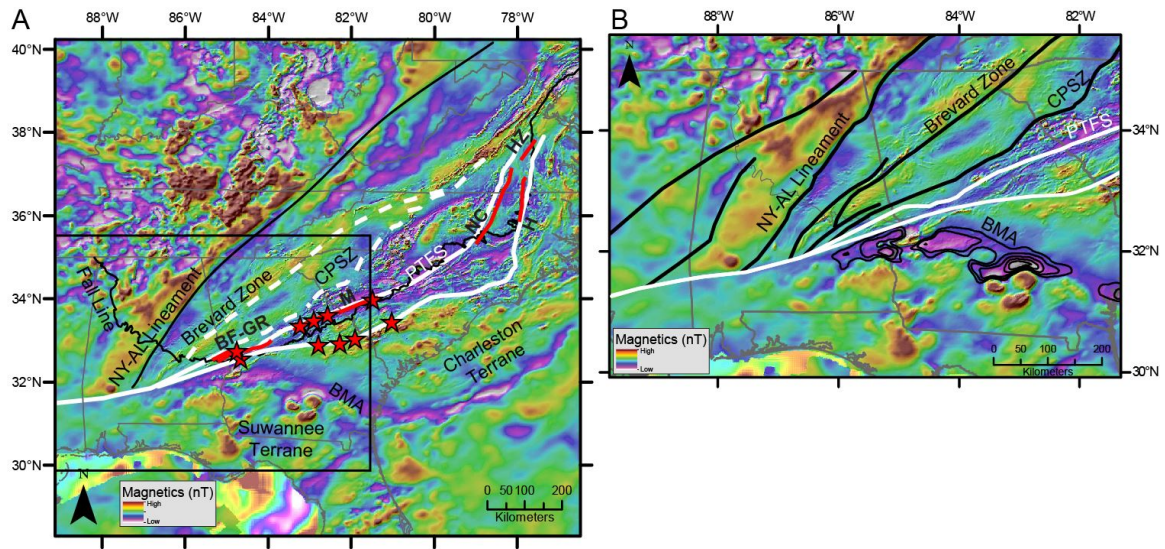 A
88°W 86°W 84°W 82°W 80°W 78°W
40°N
38°N
36°N
34°N
32°N
30°N
HZ
NC
PTFS
CPSZ
M
Fall Line
NY-AL Lineament
Brevard Zone
BF-GR
Charleston
Terrane
BMA
Suwannee
Terrane
N
Magnetics (nT)
High
Low
0 50 100 200
Kilometers
B
88°W 86°W 84°W 82°W
34°N
32°N
30°N
N
NY-AL Lineament
Brevard Zone
CPSZ
PTFS
BMA
Magnetics (nT)
High
Low
0 50 100 200
Kilometers